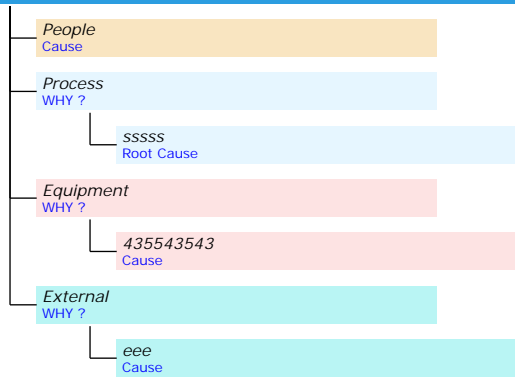 People
Cause
Process
WHY ?
sssss
Root Cause
Equipment
WHY ?
435543543
Cause
External
WHY ?
eee
Cause